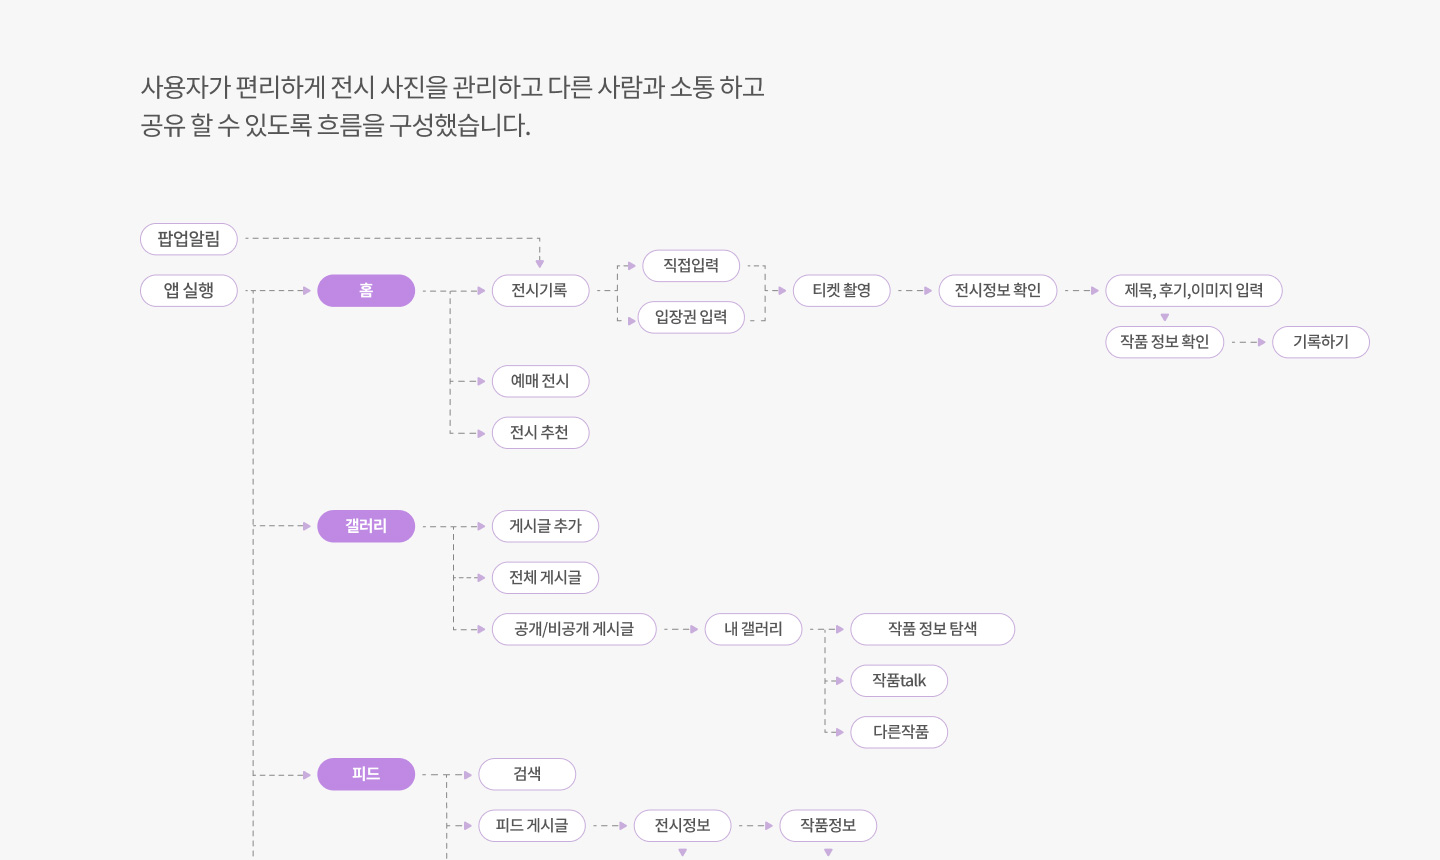 사용자가 편리하게 전시 사진을 관리하고 다른 사람과 소통 하고
공유 할 수 있도록 흐름을 구성했습니다.
팝업알림
앱 실행
홈
전시기록
직접입력
입장권 입력
티켓 촬영
전시정보 확인
제목, 후기,이미지 입력
작품 정보 확인
기록하기
예매 전시
전시 추천
갤러리
게시글 추가
전체 게시글
공개/비공개 게시글
내 갤러리
작품 정보 탐색
작품talk
다른작품
피드
검색
피드 게시글
전시정보
작품정보